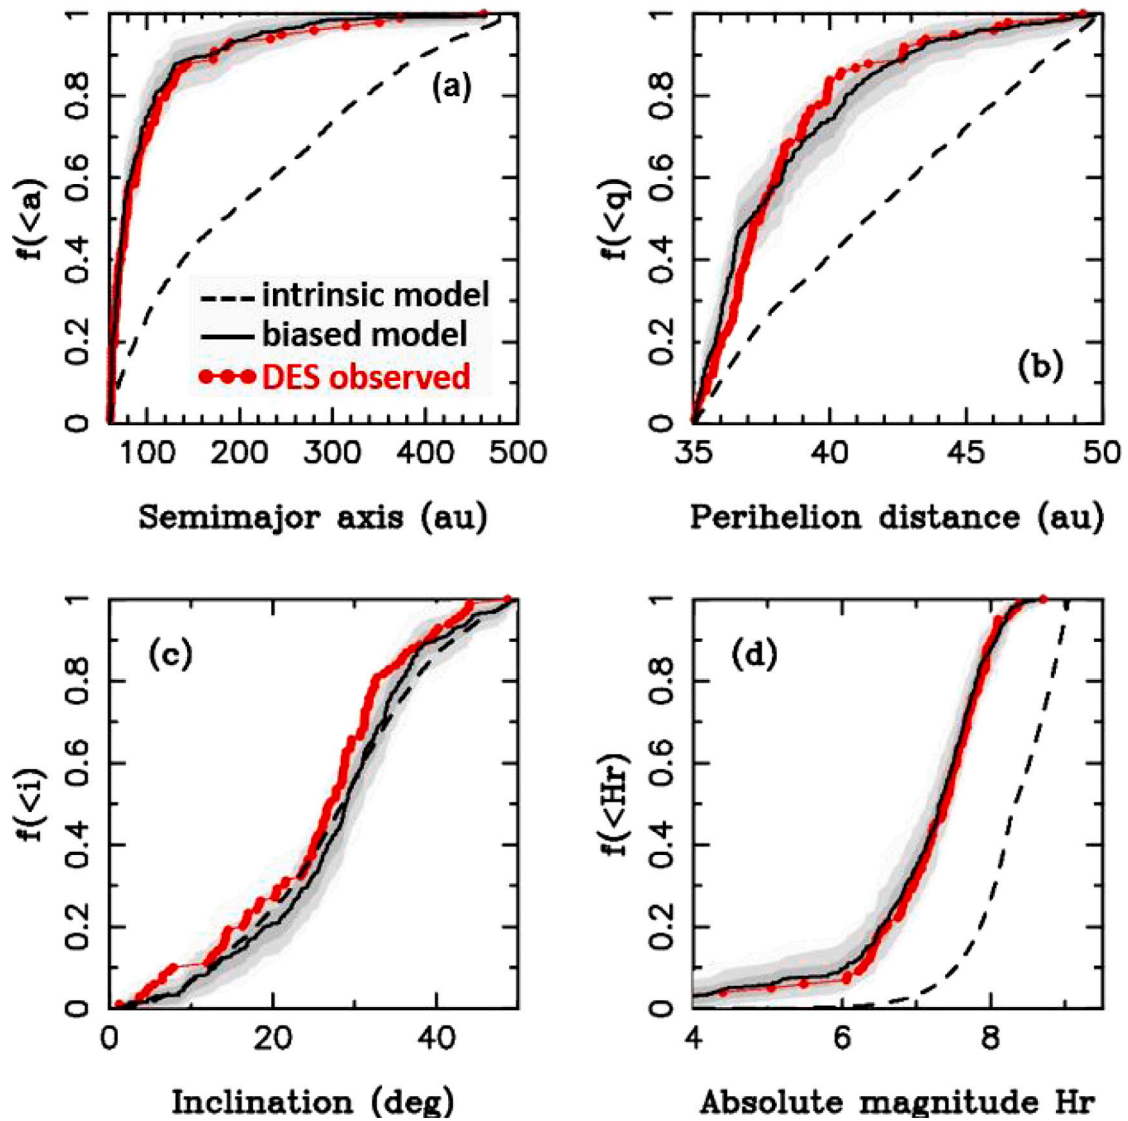 (a)
f(<a)
0 0.2 0.4 0.6 0.8 1
intrinsic model
biased model
DES observed
100 200 300 400 500
Semimajor axis (au)
(b)
f(<q)
0 0.2 0.4 0.6 0.8 1
35 40 45 50
Perihelion distance (au)
(c)
f(<i)
0 0.2 0.4 0.6 0.8 1
0 20 40
Inclination (deg)
(d)
f(<Hr)
0 0.2 0.4 0.6 0.8 1
4 6 8
Absolute magnitude Hr